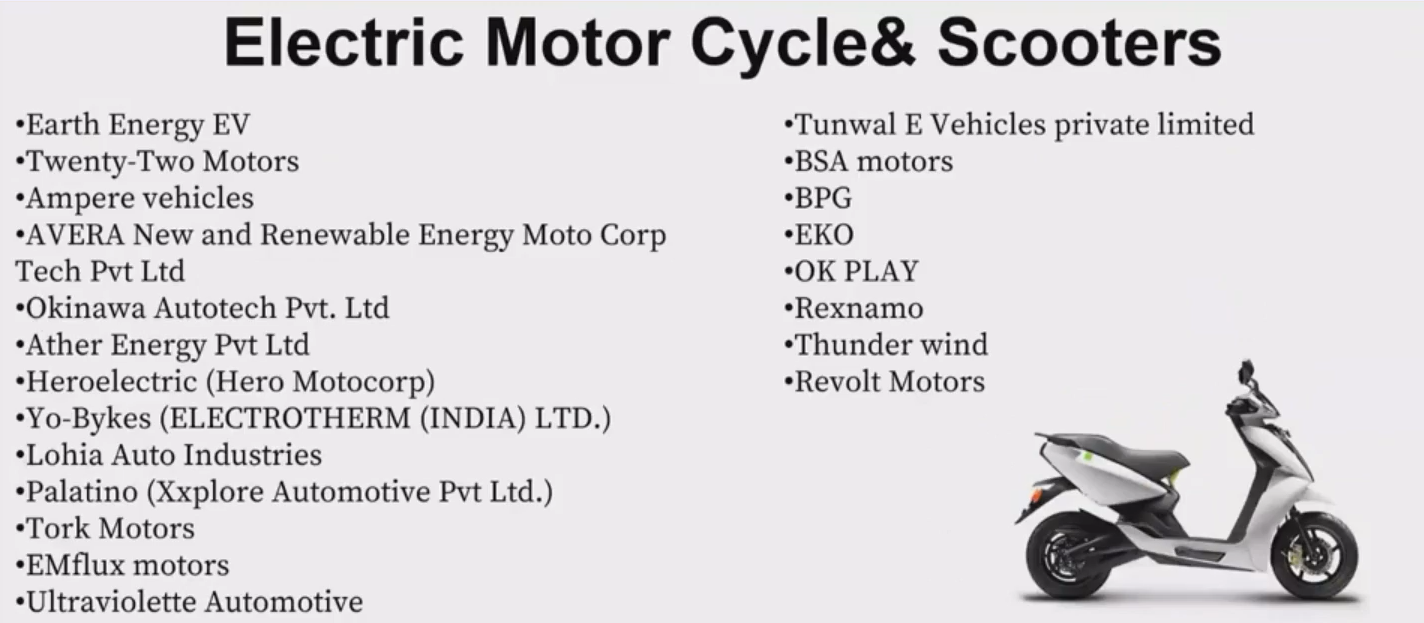 Electric Motor Cycle& Scooters
•Earth Energy EV
•Twenty-Two Motors
•Ampere vehicles
•AVERA New and Renewable Energy Moto Corp
Tech Pvt Ltd
•Okinawa Autotech Pvt. Ltd
•Ather Energy Pvt Ltd
•Heroelectric (Hero Motocorp)
•Yo-Bykes (ELECTROTHERM (INDIA) LTD.)
•Lohia Auto Industries
•Palatino (Xxplore Automotive Pvt Ltd.)
•Tork Motors
•EMflux motors
•Ultraviolette Automotive
•Tunwal E Vehicles private limited
•BSA motors
•BPG
•EKO
•OK PLAY
•Rexnamo
•Thunder wind
•Revolt Motors